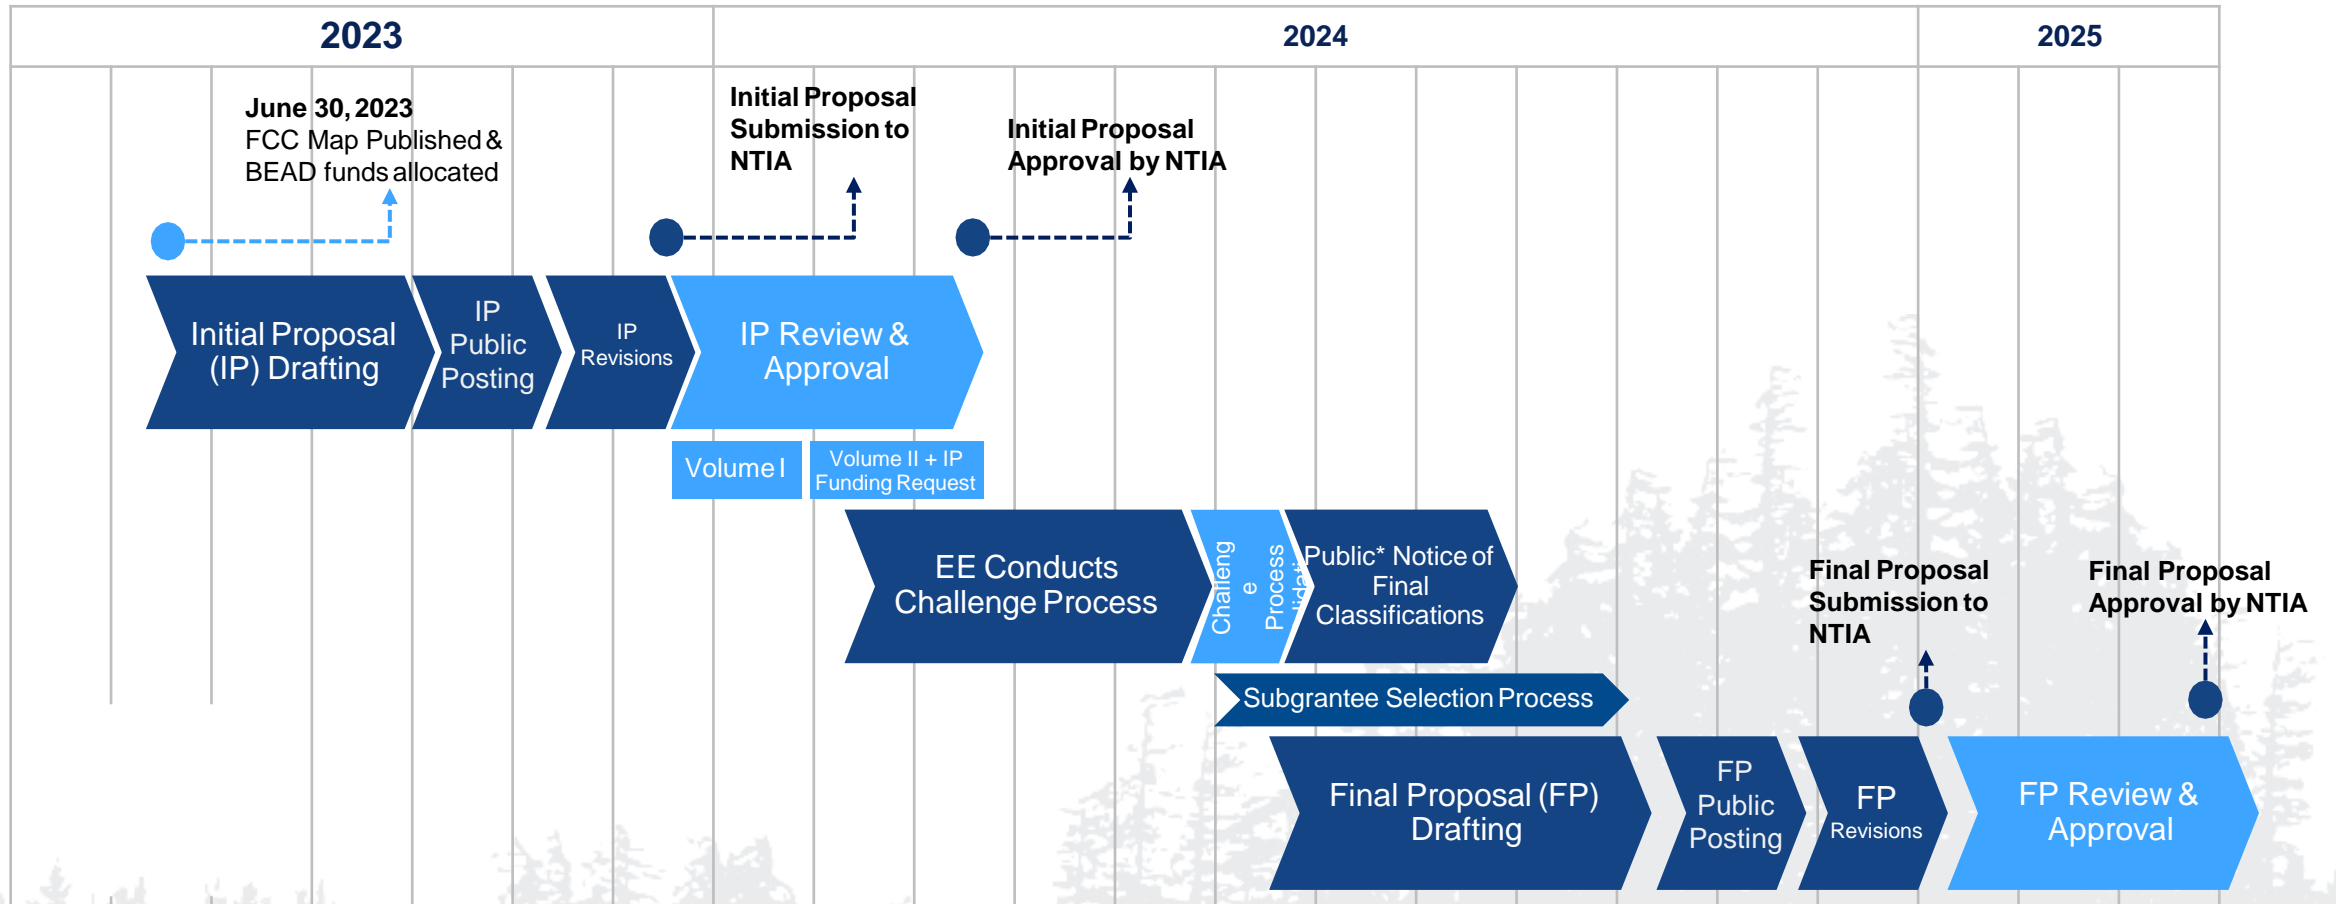 2023
2024
2025
June 30, 2023
FCC Map Published &
BEAD funds allocated
Initial Proposal
Submission to
NTIA
Initial Proposal
Approval by NTIA
Initial Proposal
(IP) Drafting
IP
Public
Posting
IP
Revisions
IP Review &
Approval
Volume I
Volume II + IP
Funding Request
EE Conducts
Challenge Process
Challeng
e
Process
Public* Notice of
Final
Classifications
Subgrantee Selection Process
Final Proposal
Submission to
NTIA
Final Proposal
Approval by NTIA
Final Proposal (FP)
Drafting
FP
Public
Posting
FP
Revisions
FP Review &
Approval